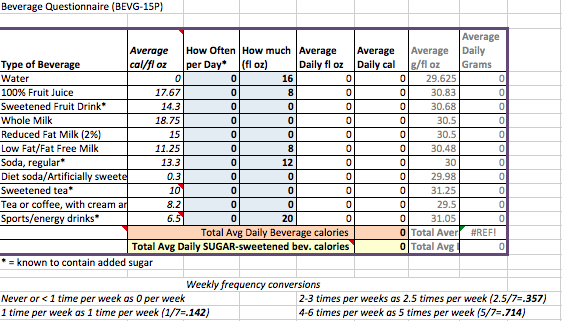 Beverage Questionnaire (BEVG-15P)
Type of Beverage Average cal/fl oz How Often per Day* How much (fl oz) Average Daily fl oz Average Daily cal Average g/fl oz Average Daily Grams
Water 0 0 16 0 0 29.625 0
100% Fruit Juice 17.67 0 8 0 0 30.83 0
Sweetened Fruit Drink* 14.3 0 0 0 0 30.68 0
Whole Milk 18.75 0 0 0 0 30.5 0
Reduced Fat Milk (2%) 15 0 0 0 0 30.5 0
Low Fat/Fat Free Milk 11.25 0 8 0 0 30.48 0
Soda, regular* 13.3 0 12 0 0 30 0
Diet soda/Artificially sweete 0.3 0 0 0 0 29.98 0
Sweetened tea* 10 0 0 0 0 31.25 0
Tea or coffee, with cream ar 8.2 0 0 0 0 29.5 0
Sports/energy drinks* 6.5 0 20 0 0 31.05 0
Total Avg Daily Beverage calories 0 Total Aver #REF!
Total Avg Daily SUGAR-sweetened bev. calories 0 Total Avg 0
* = known to contain added sugar
Weekly frequency conversions
Never or < 1 time per week as 0 per week 2-3 times per weeks as 2.5 times per week (2.5/7=.357)
1 time per week as 1 time per week (1/7=.142) 4-6 times per week as 5 times per week (5/7=.714)